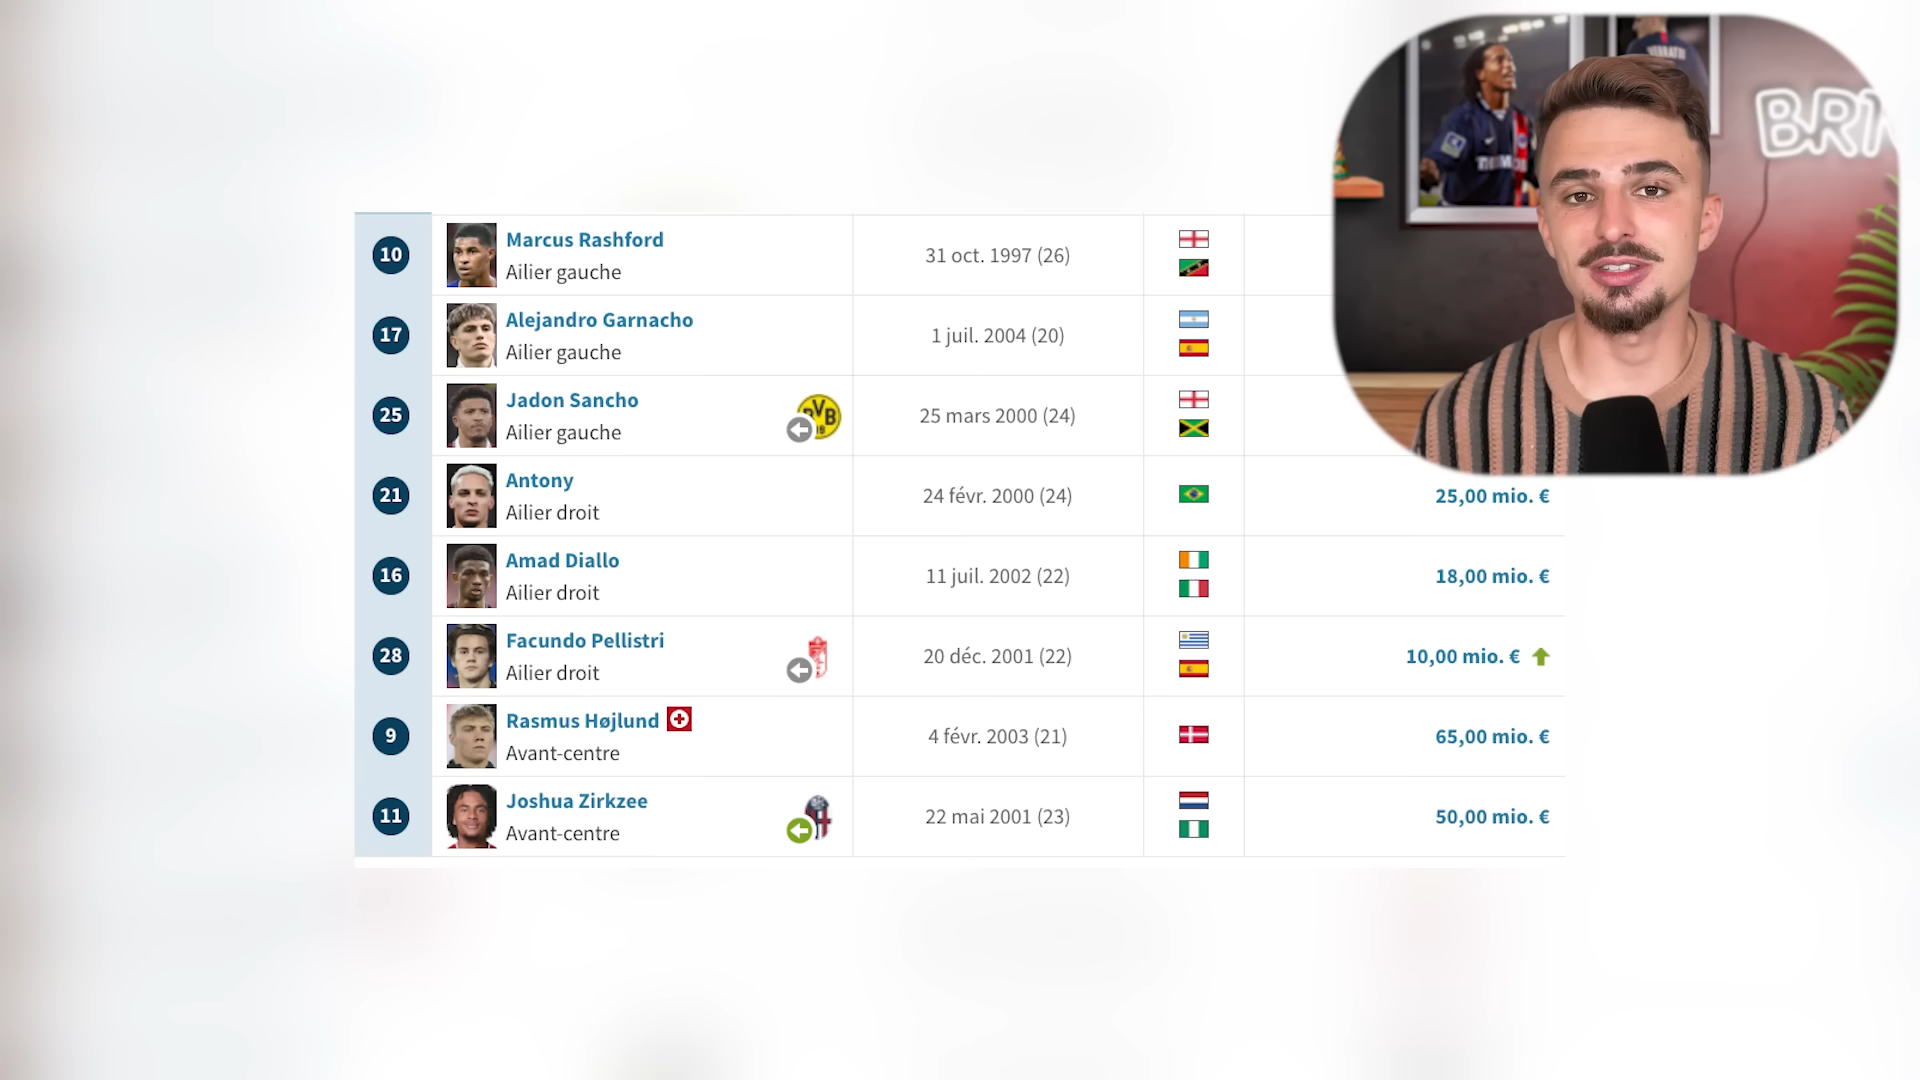 10
Marcus Rashford
Ailier gauche
31 oct. 1997 (26)
17
Alejandro Garnacho
Ailier gauche
1 juil. 2004 (20)
25
Jadon Sancho
Ailier gauche
BVB
25 mars 2000 (24)
21
Antony
Ailier droit
24 févr. 2000 (24)
25,00 mio. €
16
Amad Diallo
Ailier droit
11 juil. 2002 (22)
18,00 mio. €
28
Facundo Pellistri
Ailier droit
20 déc. 2001 (22)
10,00 mio. €
9
Rasmus Højlund
Avant-centre
4 févr. 2003 (21)
65,00 mio. €
11
Joshua Zirkzee
Avant-centre
22 mai 2001 (23)
50,00 mio. €
VERRATTI